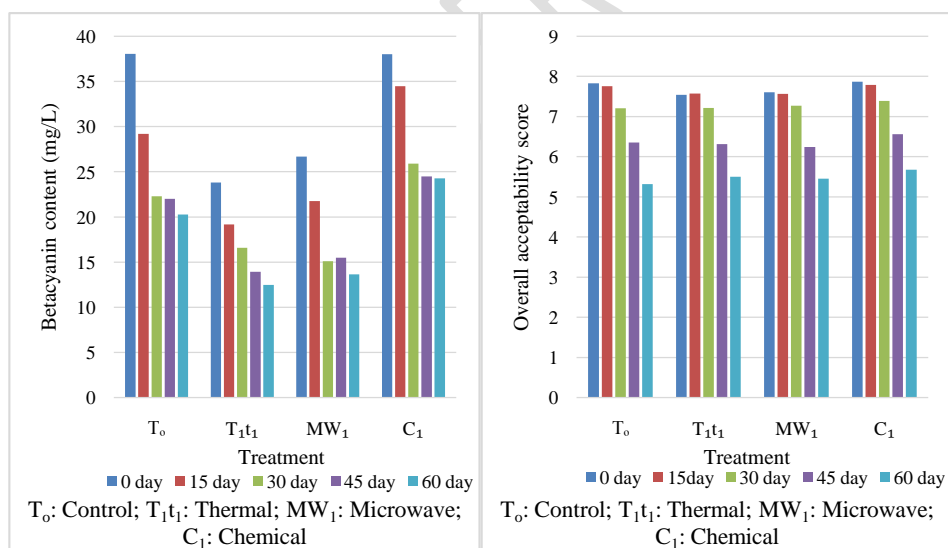 40
35
30
25
20
15
10
5
0
Betacyanin content (mg/L)
Tₒ T₁t₁ MW₁ C₁
Treatment
0 day 15 day 30 day 45 day 60 day
Tₒ: Control; T₁t₁: Thermal; MW₁: Microwave;
C₁: Chemical
9
8
7
6
5
4
3
2
1
0
Overall acceptability score
Tₒ T₁t₁ MW₁ C₁
Treatment
0 day 15day 30 day 45 day 60 day
Tₒ: Control; T₁t₁: Thermal; MW₁: Microwave;
C₁: Chemical